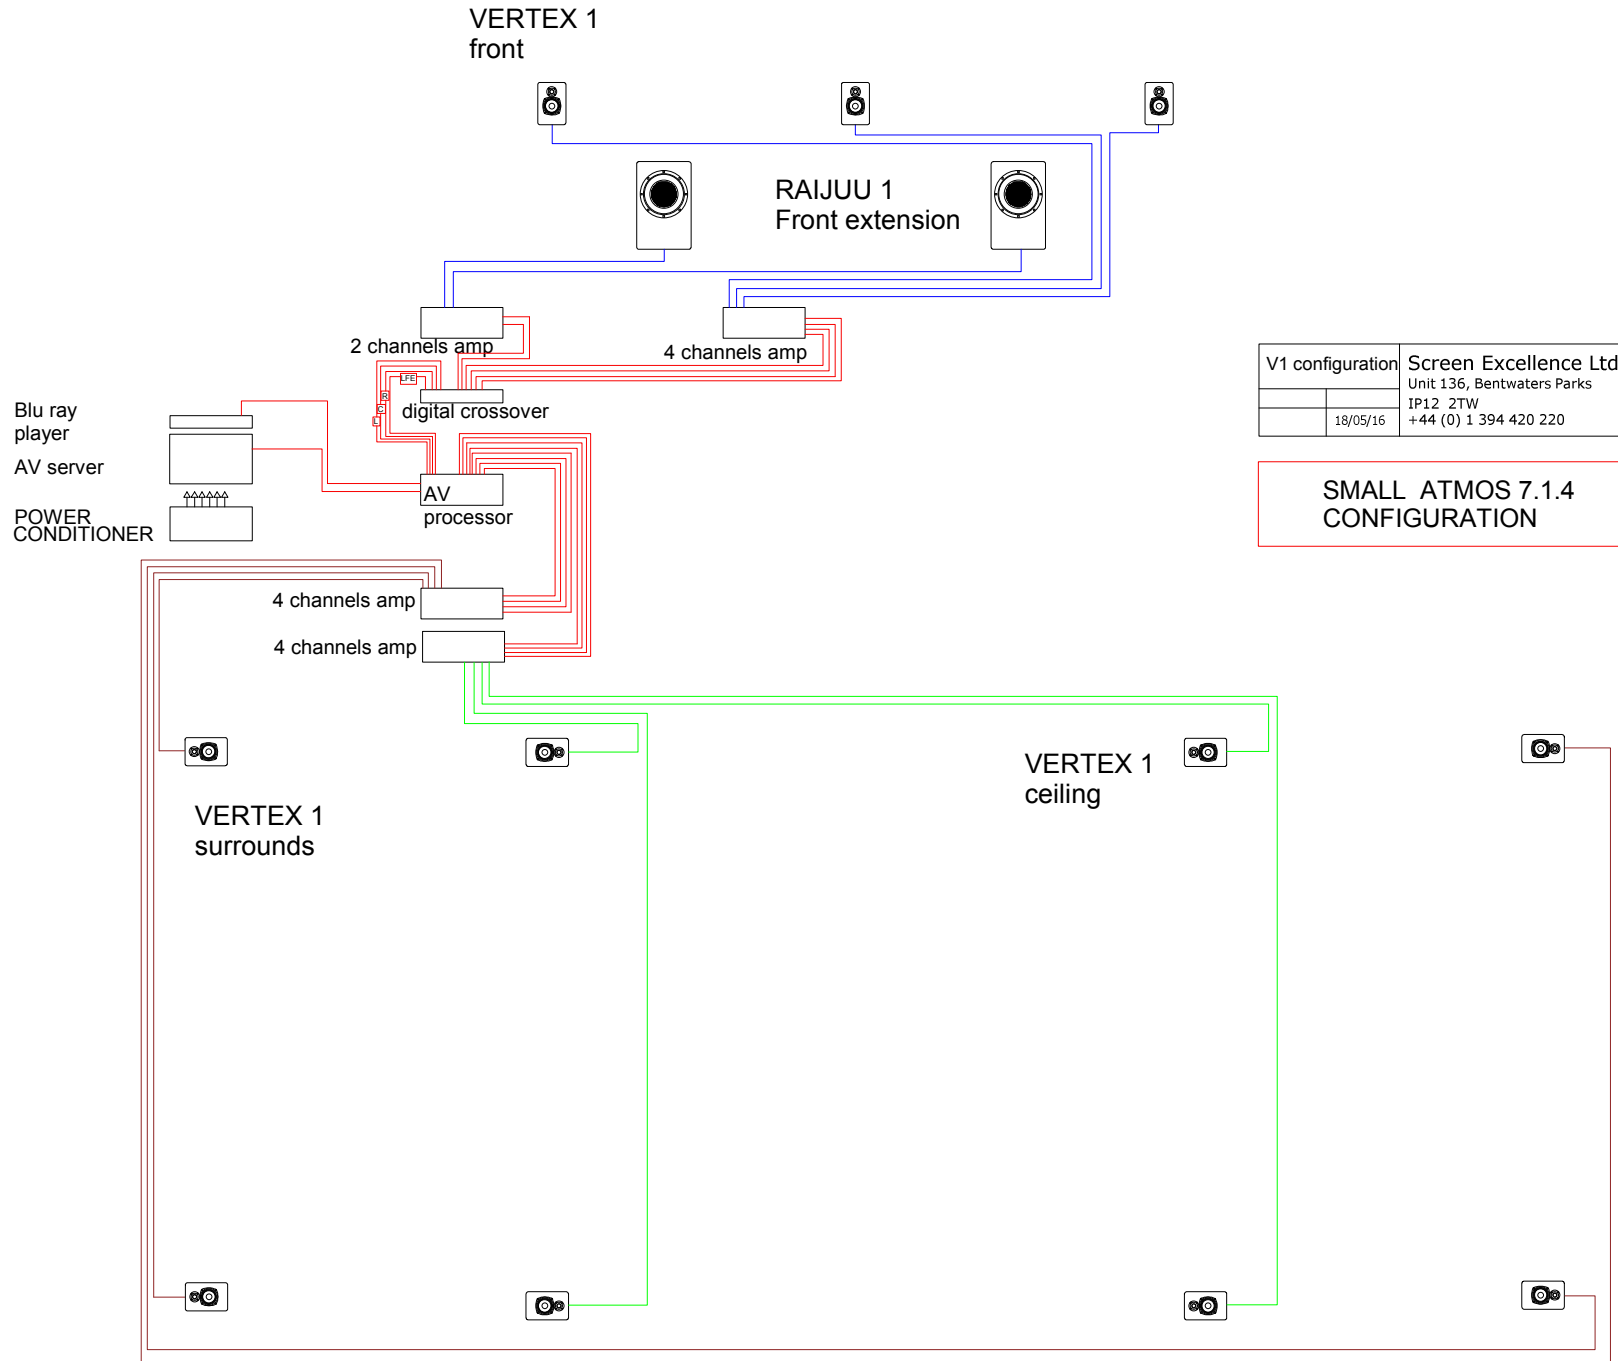 VERTEX 1
front
RAIJUU 1
Front extension
2 channels amp
4 channels amp
LFE
R
C
L
digital crossover
Blu ray
player
AV server
POWER
CONDITIONER
AV
processor
V1 configuration
18/05/16
Screen Excellence Ltd
Unit 136, Bentwaters Parks
IP12 2TW
+44 (0) 1 394 420 220
SMALL ATMOS 7.1.4
CONFIGURATION
4 channels amp
4 channels amp
VERTEX 1
surrounds
VERTEX 1
ceiling